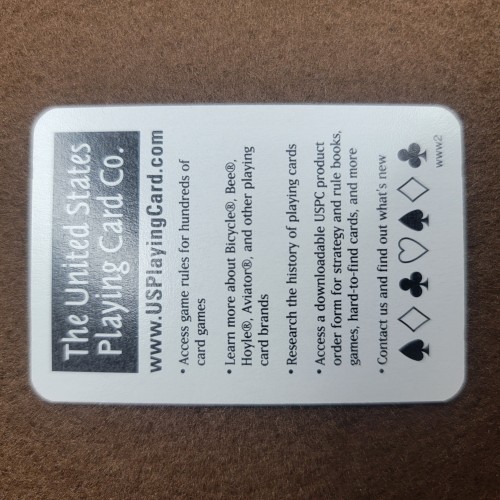 The United States
Playing Card Co.
www.USPlayingCard.com
• Access game rules for hundreds of
card games
• Learn more about Bicycle®, Bee®,
Hoyle®, Aviator®, and other playing
card brands
• Research the history of playing cards
• Access a downloadable USPC product
order form for strategy and rule books,
games, hard-to-find cards, and more
• Contact us and find out what's new
www2